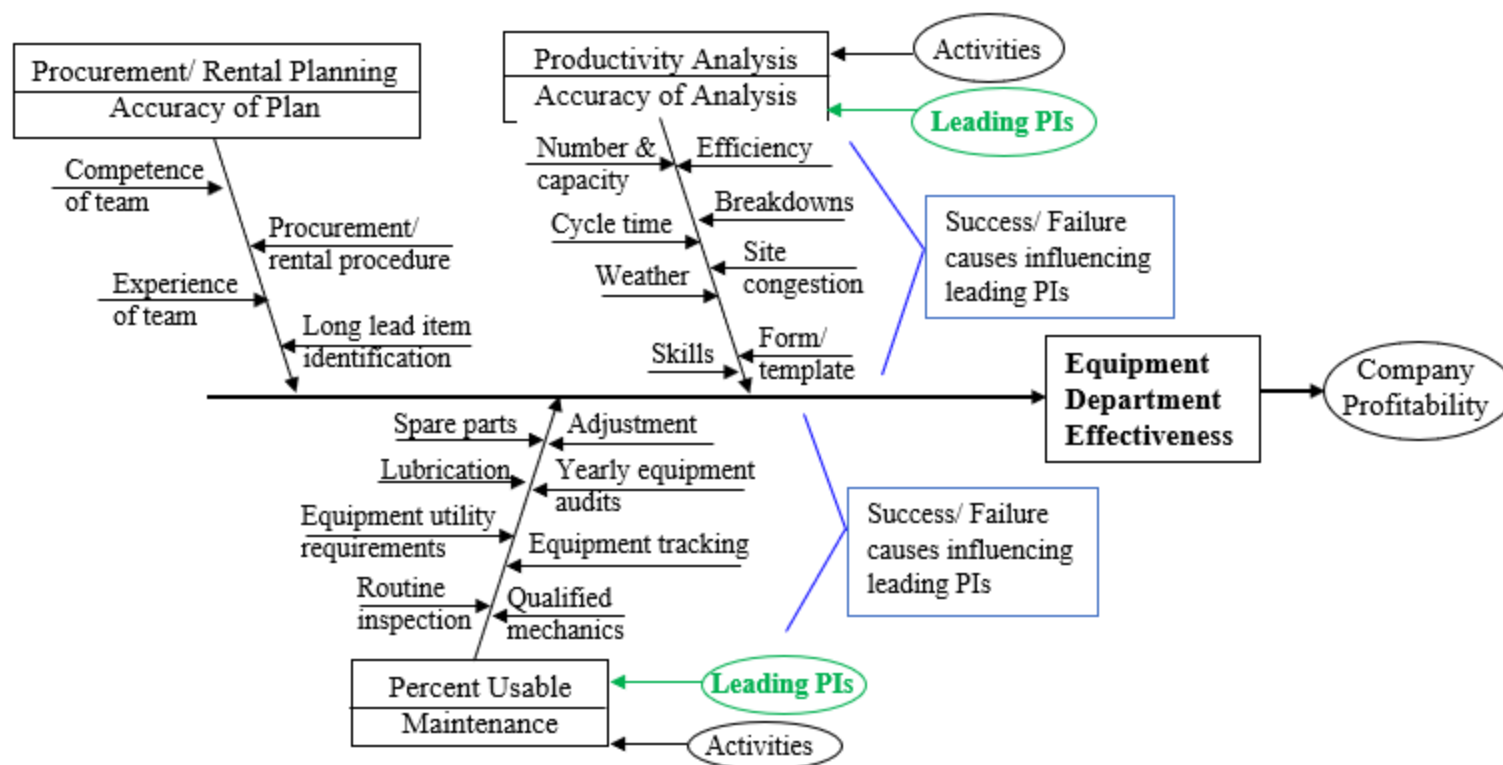 Procurement/ Rental Planning
Accuracy of Plan
Productivity Analysis
Accuracy of Analysis
Activities
Leading PIs
Competence
of team
Procurement/
rental procedure
Experience
of team
Long lead item
identification
Number &
capacity
Efficiency
Breakdowns
Cycle time
Site
congestion
Weather
Form/
template
Skills
Success/ Failure
causes influencing
leading PIs
Equipment
Department
Effectiveness
Company
Profitability
Spare parts
Adjustment
Lubrication
Yearly equipment
audits
Equipment utility
requirements
Equipment tracking
Routine
inspection
Qualified
mechanics
Success/ Failure
causes influencing
leading PIs
Percent Usable
Maintenance
Leading PIs
Activities